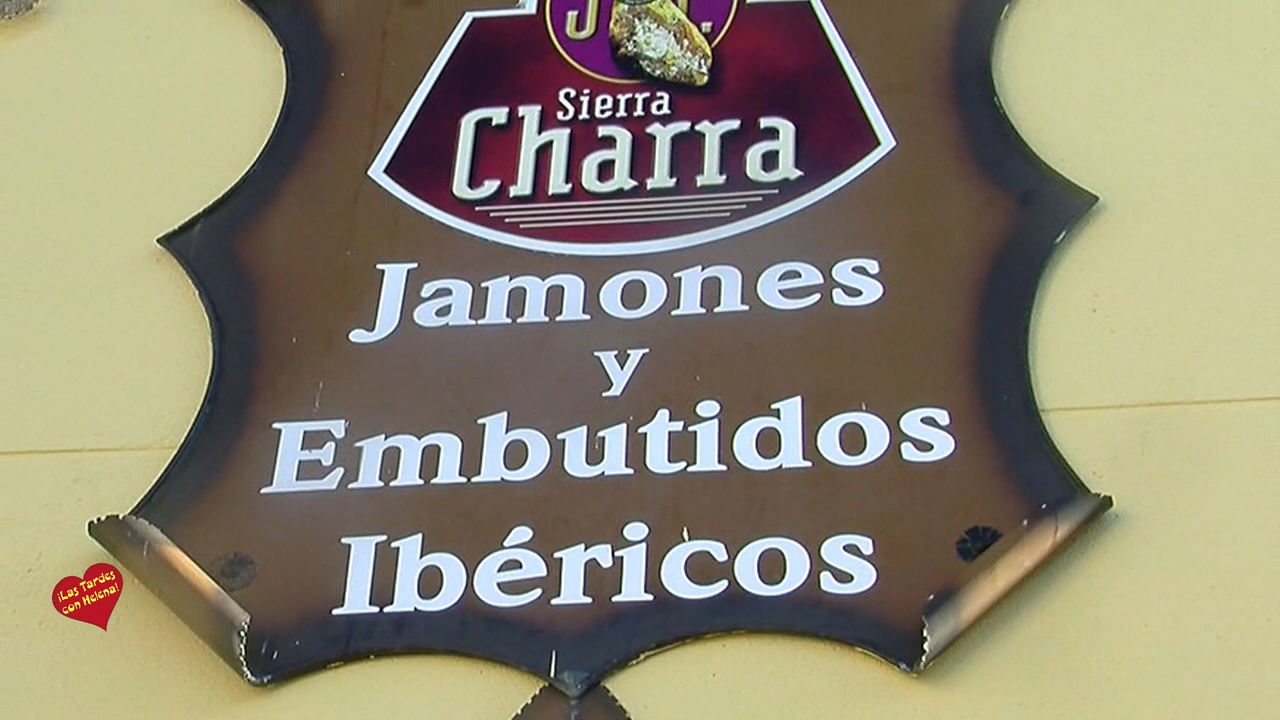 Sierra
Charra
Jamones
y
Embutidos
Ibéricos
¡Las Tardes
con Helena!